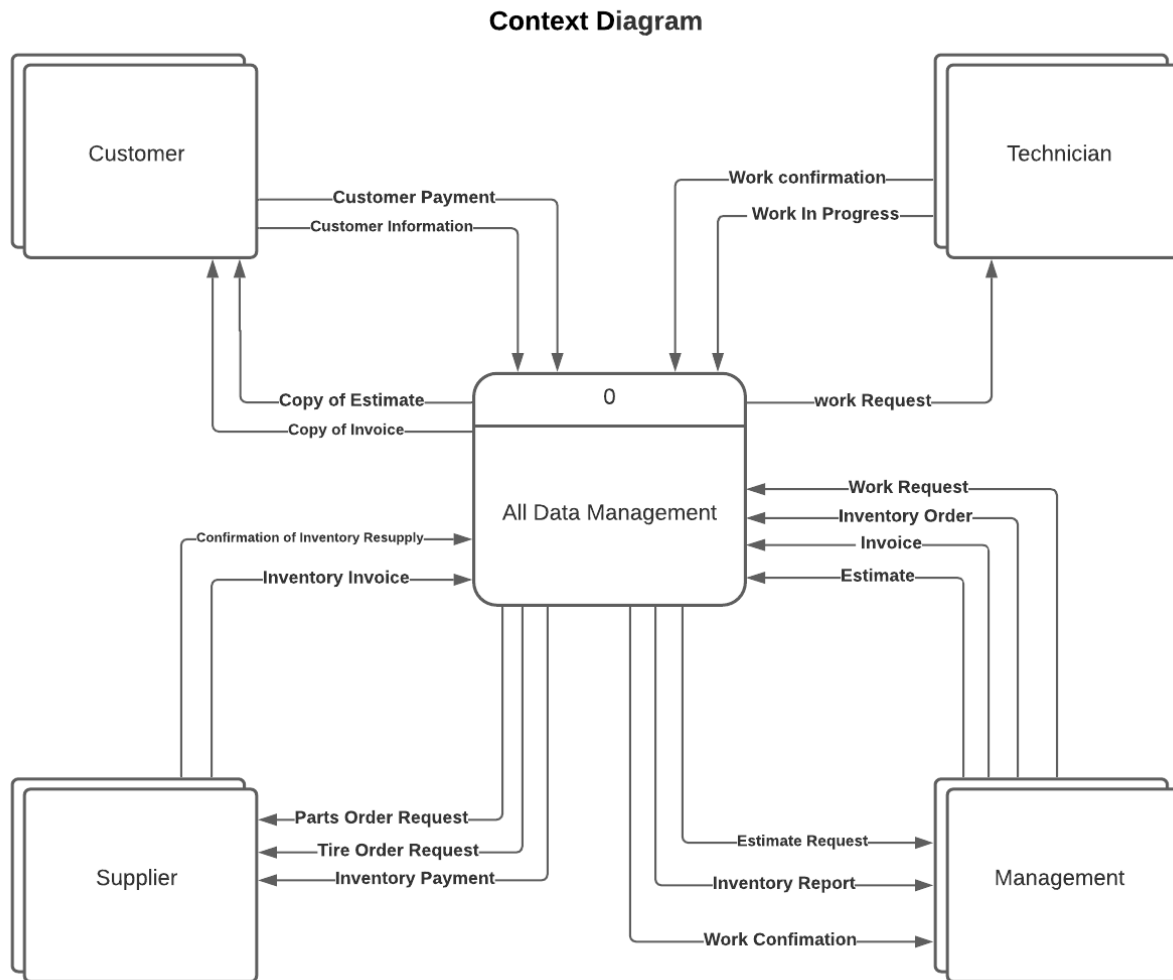 Context Diagram
Customer
Technician
Work confirmation
Customer Payment
Work In Progress
Customer Information
0
Copy of Estimate
work Request
Copy of Invoice
Work Request
All Data Management
Inventory Order
Confirmation of Inventory Resupply
Invoice
Inventory Invoice
Estimate
Parts Order Request
Estimate Request
Tire Order Request
Supplier
Inventory Payment
Inventory Report
Management
Work Confimation